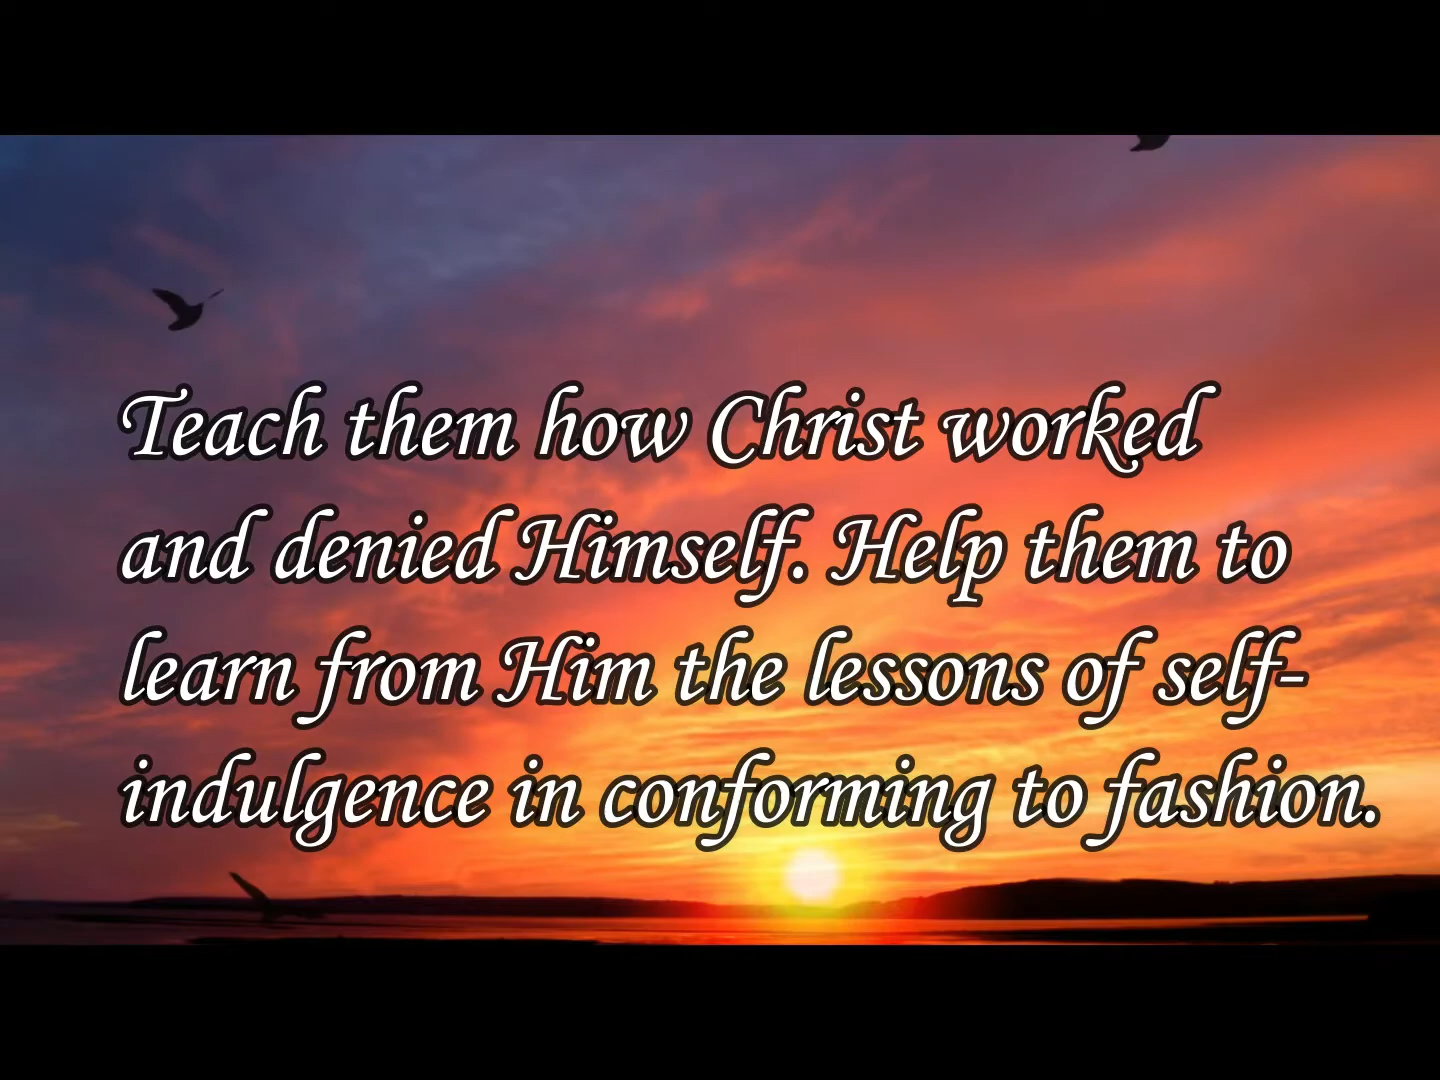 Teach them how Christ worked
and denied Himself. Help them to
learn from Him the lessons of self-
indulgence in conforming to fashion.